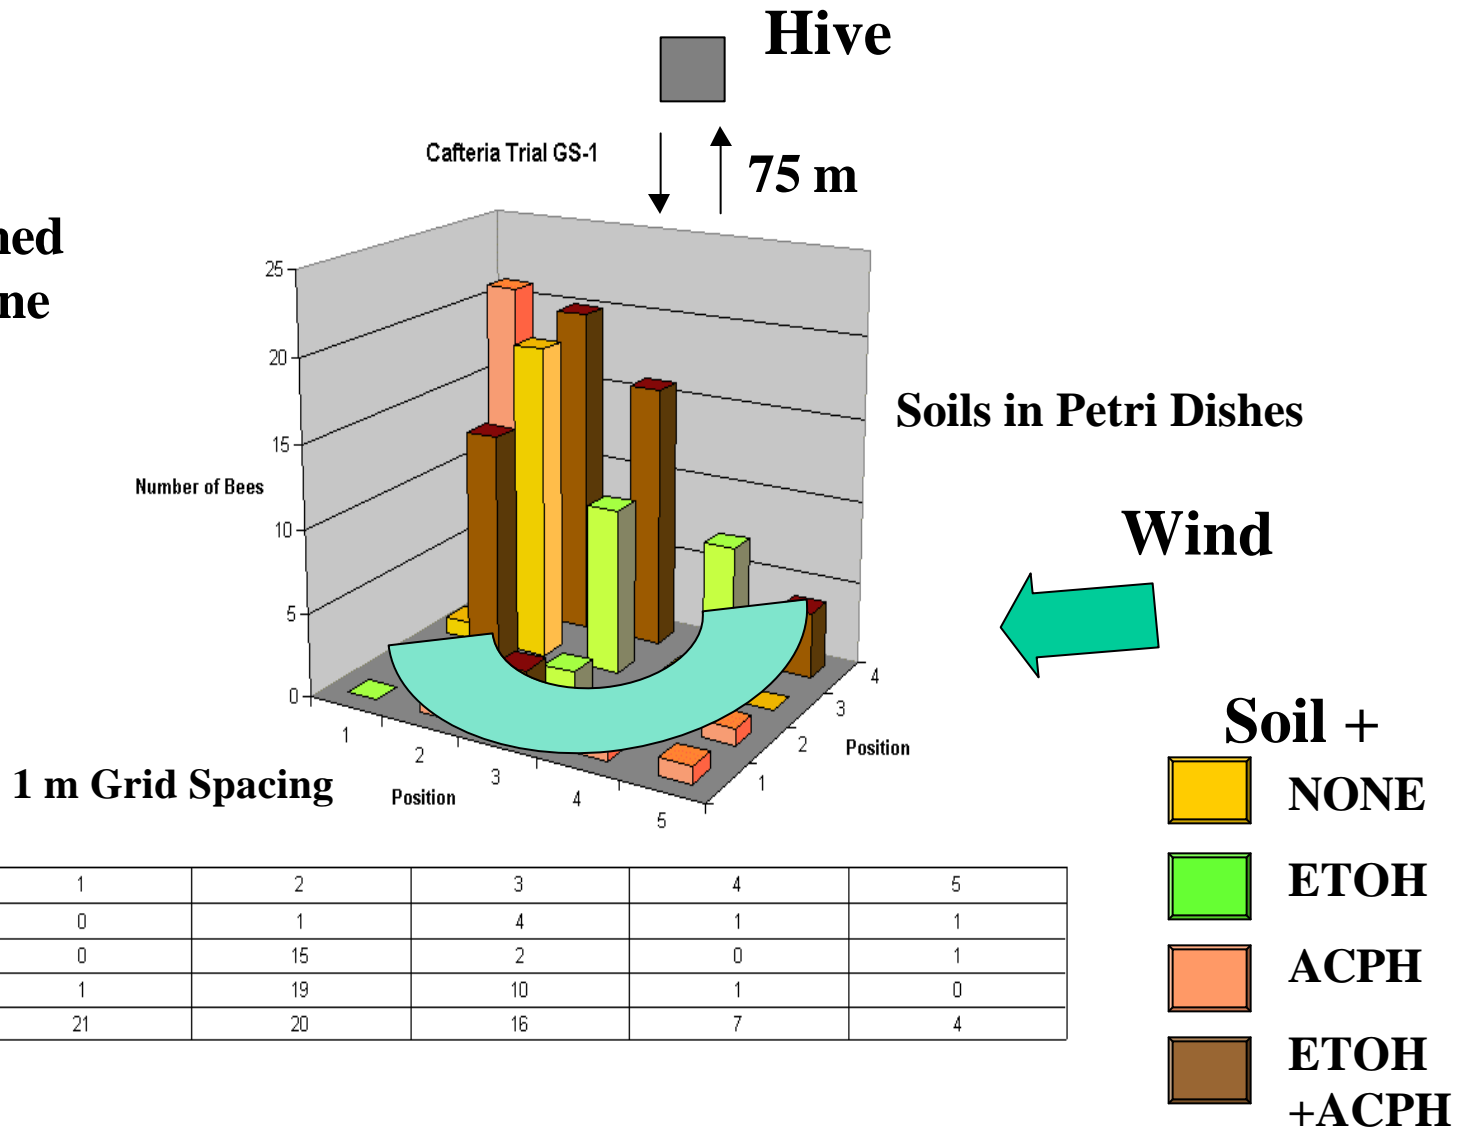 Hive
Cafteria Trial GS-1
75 m
ned
ne
25
20
15
10
5
0
Number of Bees
Soils in Petri Dishes
Wind
1
2
3
4
5
Position
1
2
3
4
Position
1 m Grid Spacing
Soil +
NONE
ETOH
ACPH
ETOH
+ACPH
1 2 3 4 5
0 1 4 1 1
0 15 2 0 1
1 19 10 1 0
21 20 16 7 4